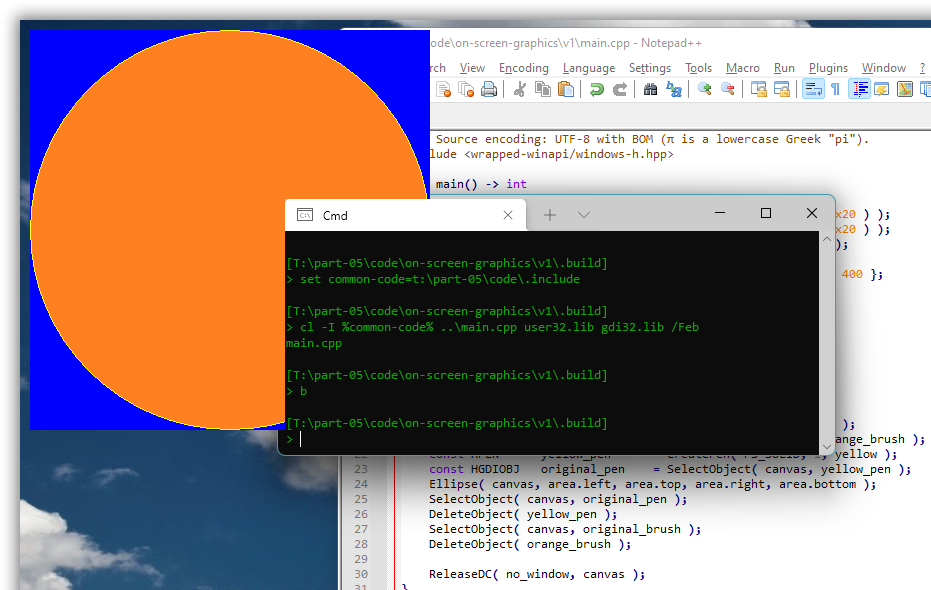 ode\on-screen-graphics\v1\main.cpp - Notepad++
rch View Encoding Language Settings Tools Macro Run Plugins Window ?
Source encoding: UTF-8 with BOM (π is a lowercase Greek "pi").
lude <wrapped-winapi/windows-h.hpp>
main() -> int
Cmd
x20 ) );
x20 ) );
);
400 };
[T:\part-05\code\on-screen-graphics\v1\.build]
> set common-code=t:\part-05\code\.include
[T:\part-05\code\on-screen-graphics\v1\.build]
> cl -I %common-code% ..\main.cpp user32.lib gdi32.lib /Feb
main.cpp
[T:\part-05\code\on-screen-graphics\v1\.build]
> b
[T:\part-05\code\on-screen-graphics\v1\.build]
>
);
ange_brush );
yellow );
23 const HGDIOBJ original_pen = SelectObject( canvas, yellow_pen );
24 Ellipse( canvas, area.left, area.top, area.right, area.bottom );
25 SelectObject( canvas, original_pen );
26 DeleteObject( yellow_pen );
27 SelectObject( canvas, original_brush );
28 DeleteObject( orange_brush );
29
30 ReleaseDC( no_window, canvas );
31 }